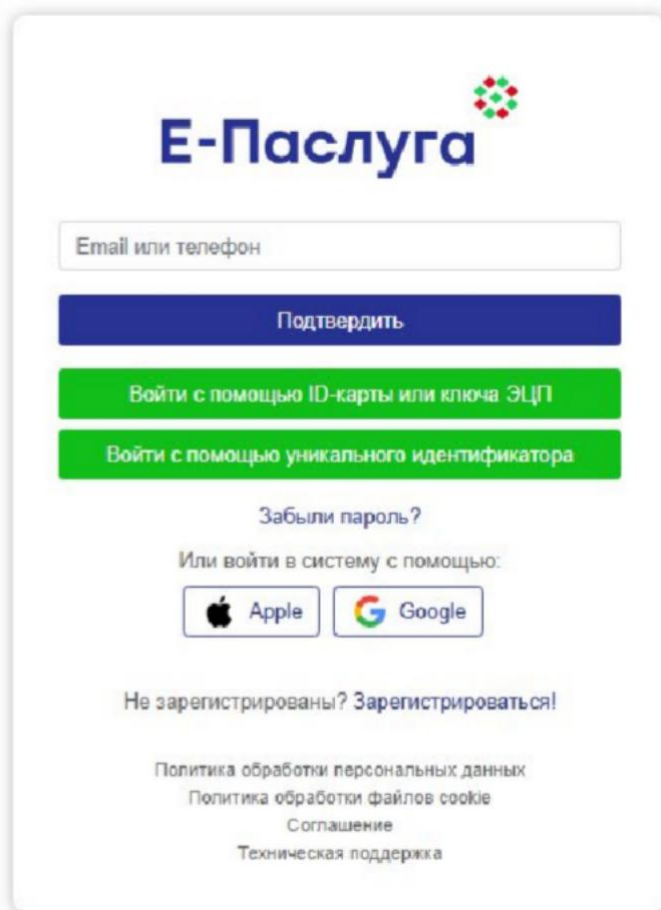 Е-Паслуга
Email или телефон
Подтвердить
Войти с помощью ID-карты или ключа ЭЦП
Войти с помощью уникального идентификатора
Забыли пароль?
Или войти в систему с помощью:
Apple Google
Не зарегистрированы? Зарегистрироваться!
Политика обработки персональных данных
Политика обработки файлов cookie
Соглашение
Техническая поддержка